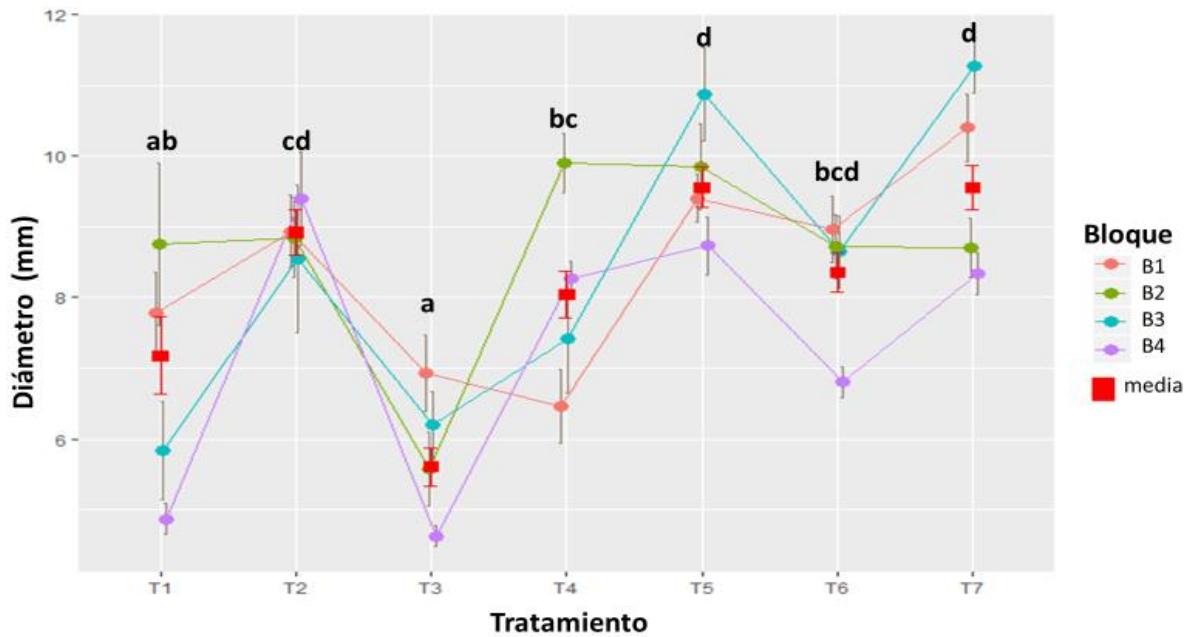 12
10
8
6
Diámetro (mm)
ab
cd
a
bc
d
bcd
d
T1 T2 T3 T4 T5 T6 T7
Tratamiento
Bloque
B1
B2
B3
B4
media